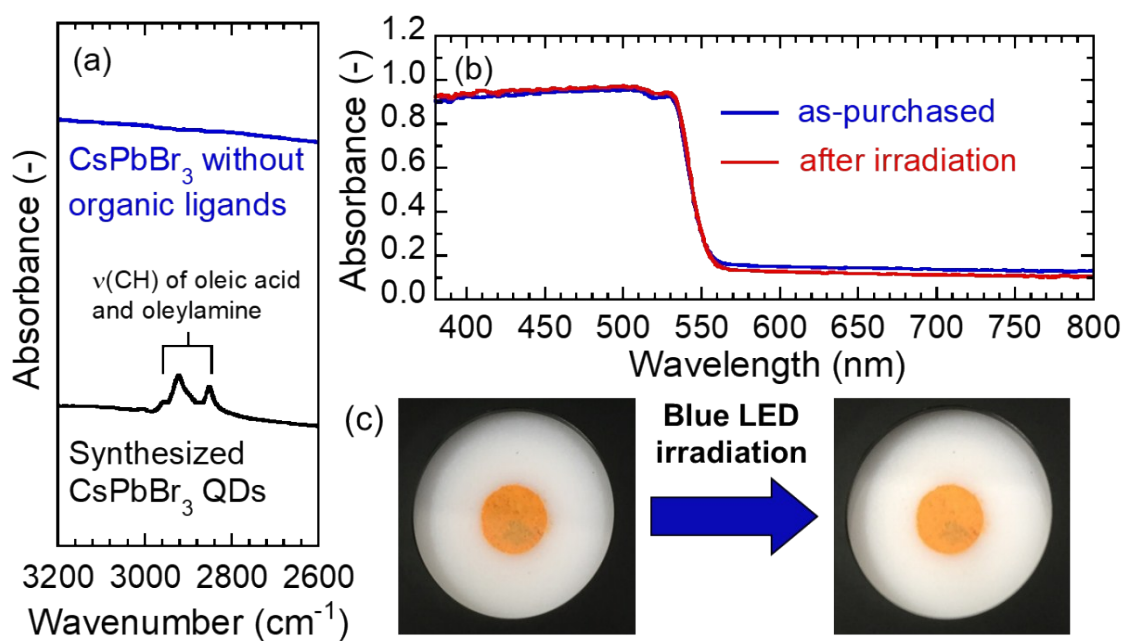 (a)
CsPbBr3 without
organic ligands
ν(CH) of oleic acid
and oleylamine
Synthesized
CsPbBr3 QDs
Absorbance (-)
3200 3000 2800 2600
Wavenumber (cm-1)
(b)
as-purchased
after irradiation
Absorbance (-)
1.2
1.0
0.8
0.6
0.4
0.2
0.0
400 450 500 550 600 650 700 750 800
Wavelength (nm)
(c)
Blue LED
irradiation